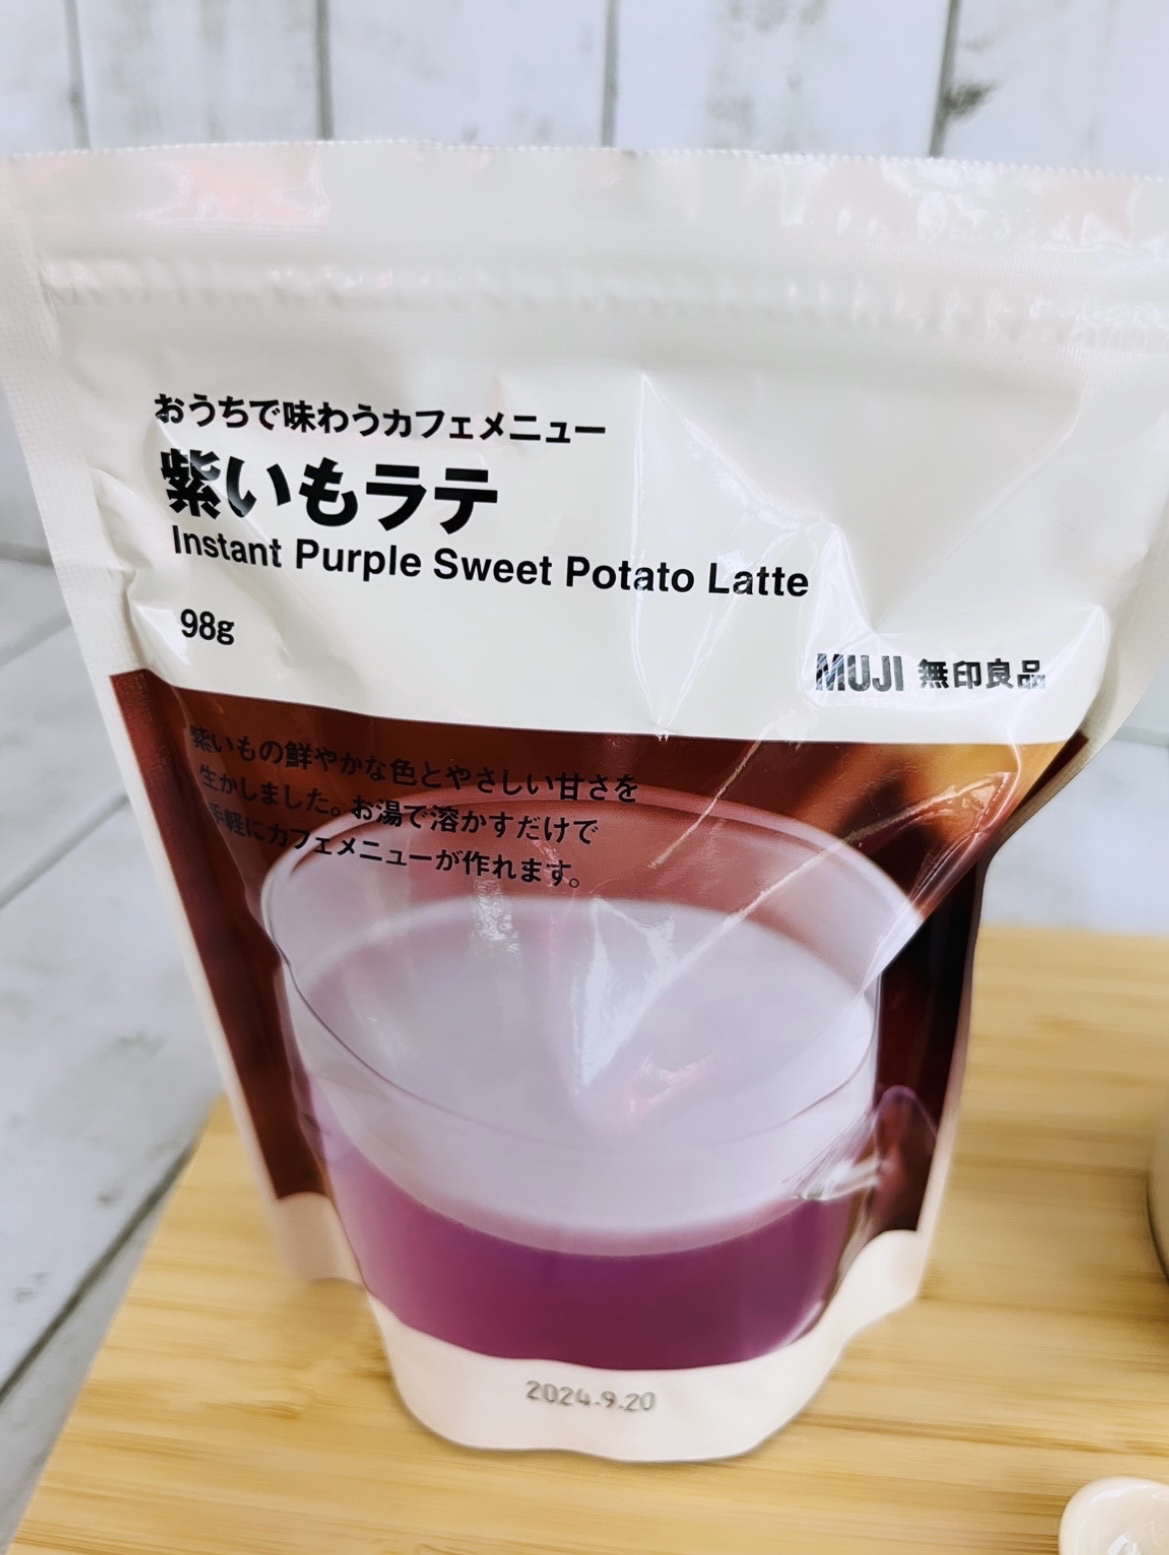 おうちで味わうカフェメニュー
紫いもラテ
Instant Purple Sweet Potato Latte
98g
MUJI 無印良品
紫いもの鮮やかな色とやさしい甘さを
生かしました。お湯で溶かすだけで
手軽にカフェメニューが作れます。
2024.9.20